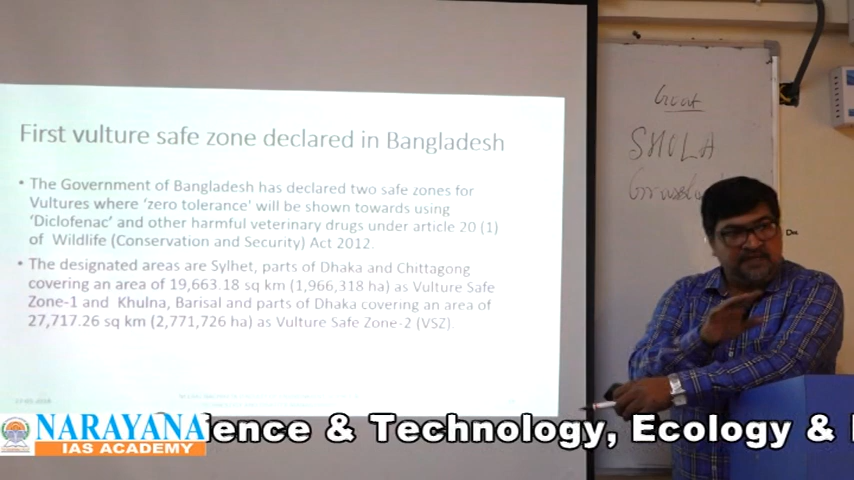 First vulture safe zone declared in Bangladesh
• The Government of Bangladesh has declared two safe zones for
Vultures where 'zero tolerance' will be shown towards using
'Diclofenac' and other harmful veterinary drugs under article 20 (1)
of Wildlife (Conservation and Security) Act 2012.
• The designated areas are Sylhet, parts of Dhaka and Chittagong
covering an area of 19,663.18 sq km (1,966,318 ha) as Vulture Safe
Zone-1 and Khulna, Barisal and parts of Dhaka covering an area of
27,717.26 sq km (2,771,726 ha) as Vulture Safe Zone-2 (VSZ).
SHOLA
NARAYANA
IAS ACADEMY
ience & Technology, Ecology &